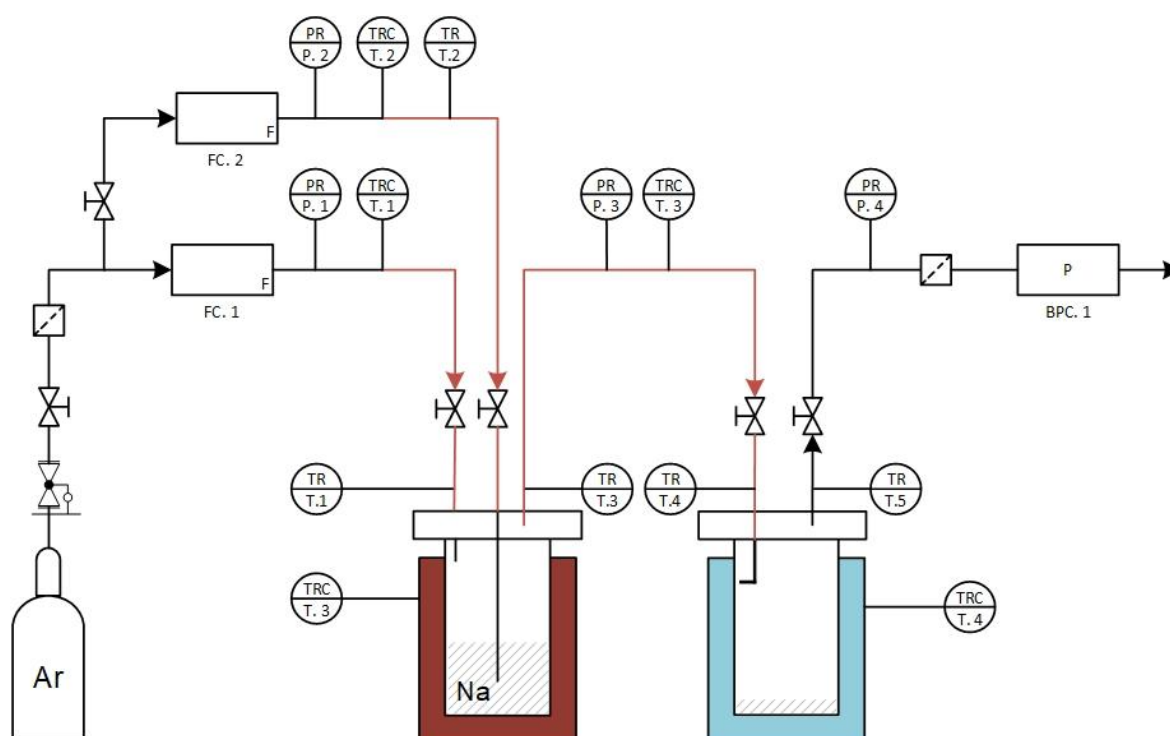 PR
P. 2
TRC
T. 2
TR
T.2
F
FC. 2
PR
P. 1
TRC
T. 1
F
FC. 1
PR
P. 3
TRC
T. 3
PR
P. 4
P
BPC. 1
TR
T.1
TR
T.3
TR
T.4
TR
T.5
TRC
T. 3
TRC
T. 4
Ar
Na